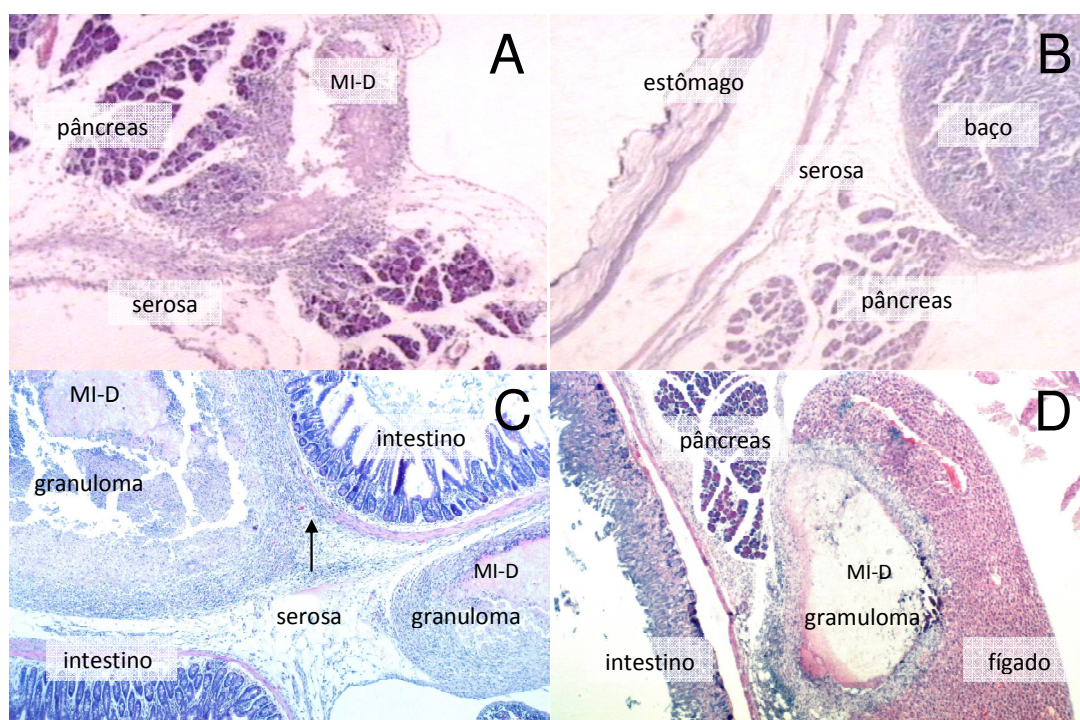 A
MI-D
pâncreas
serosa
B
estômago
baço
serosa
pâncreas
C
MI-D
intestino
granuloma
MI-D
serosa
granuloma
intestino
D
pâncreas
MI-D
gramuloma
intestino
fígado